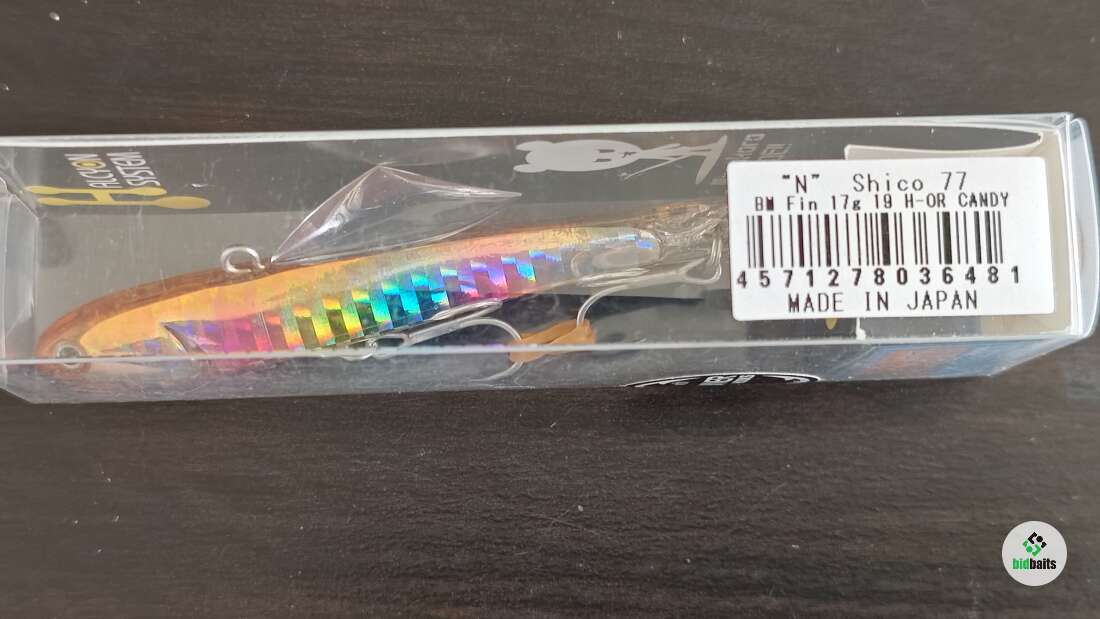 HALCYON
SYSTEM
"N" Shico 77
BM Fin 17g 19 H-OR CANDY
4571278036481
MADE IN JAPAN
bidbaits